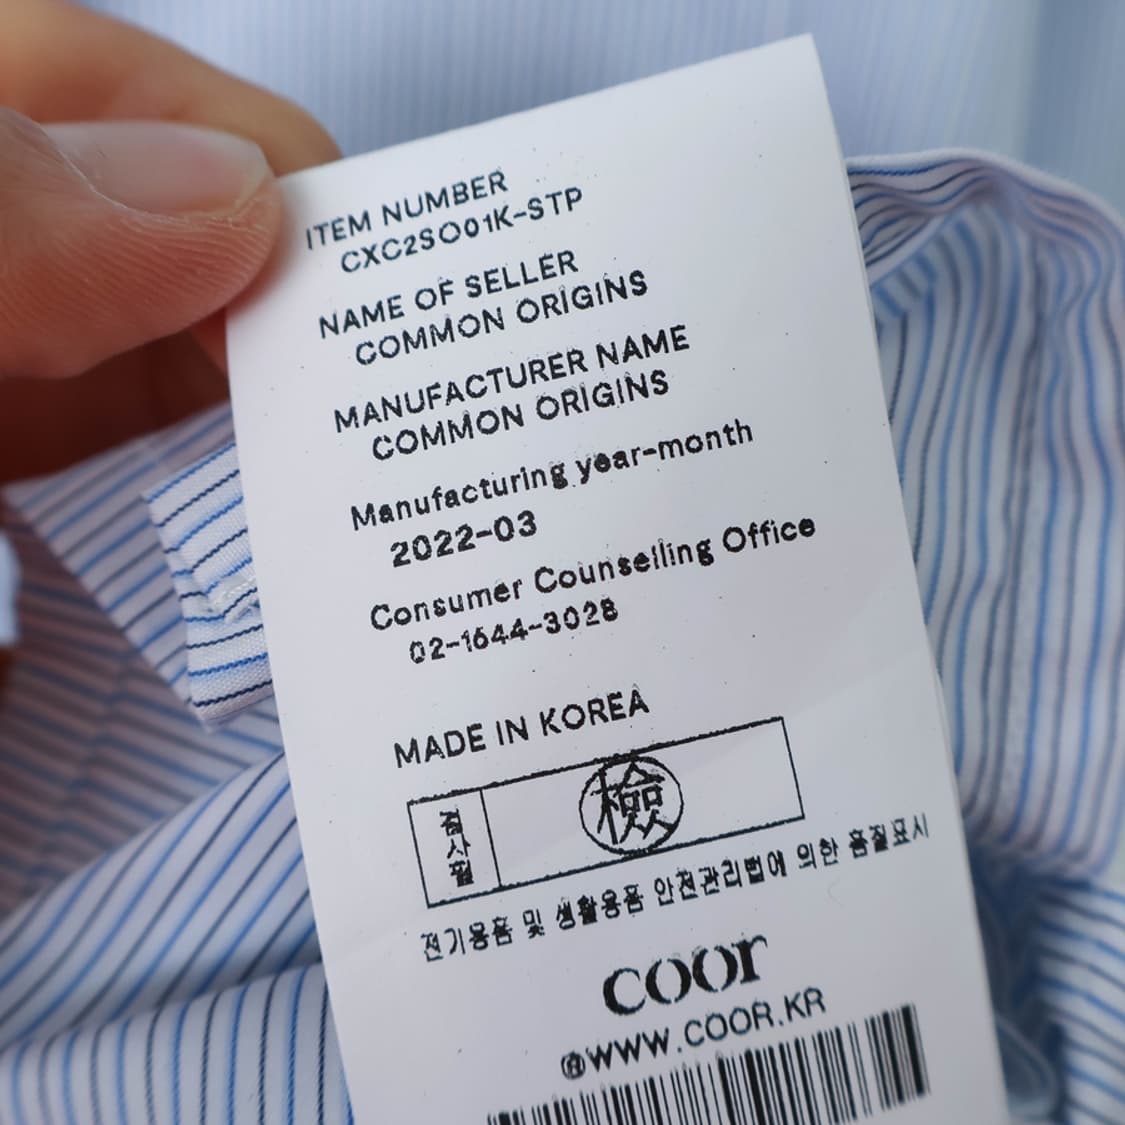 ITEM NUMBER
CXC2SO01K-STP
NAME OF SELLER
COMMON ORIGINS
MANUFACTURER NAME
COMMON ORIGINS
Manufacturing year-month
2022-03
Consumer Counselling Office
02-1644-3028
MADE IN KOREA
검사필
檢
전기용품 및 생활용품 안전관리법에 의한 품질표시
coor
@WWW.COOR.KR